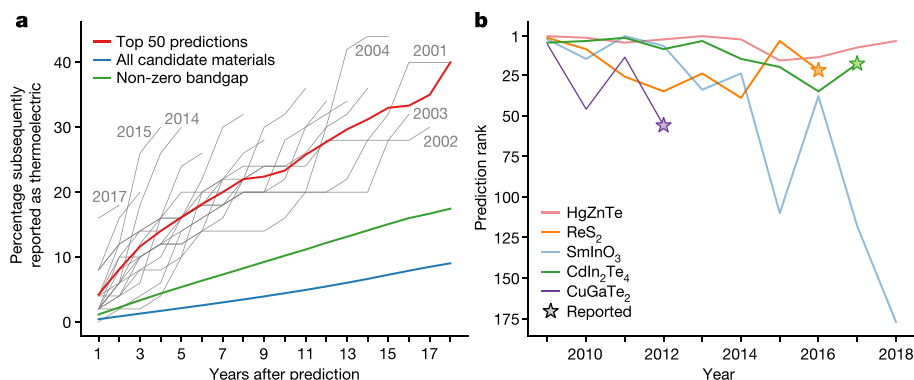 a
Top 50 predictions
All candidate materials
Non-zero bandgap
Percentage subsequently
reported as thermoelectric
40
30
20
10
0
2004
2001
2015
2014
2003
2002
2017
1
3
5
7
9
11
13
15
17
Years after prediction
b
Prediction rank
1
25
50
75
100
125
150
175
HgZnTe
ReS2
SmInO3
CdIn2Te4
CuGaTe2
Reported
2010
2012
2014
2016
2018
Year